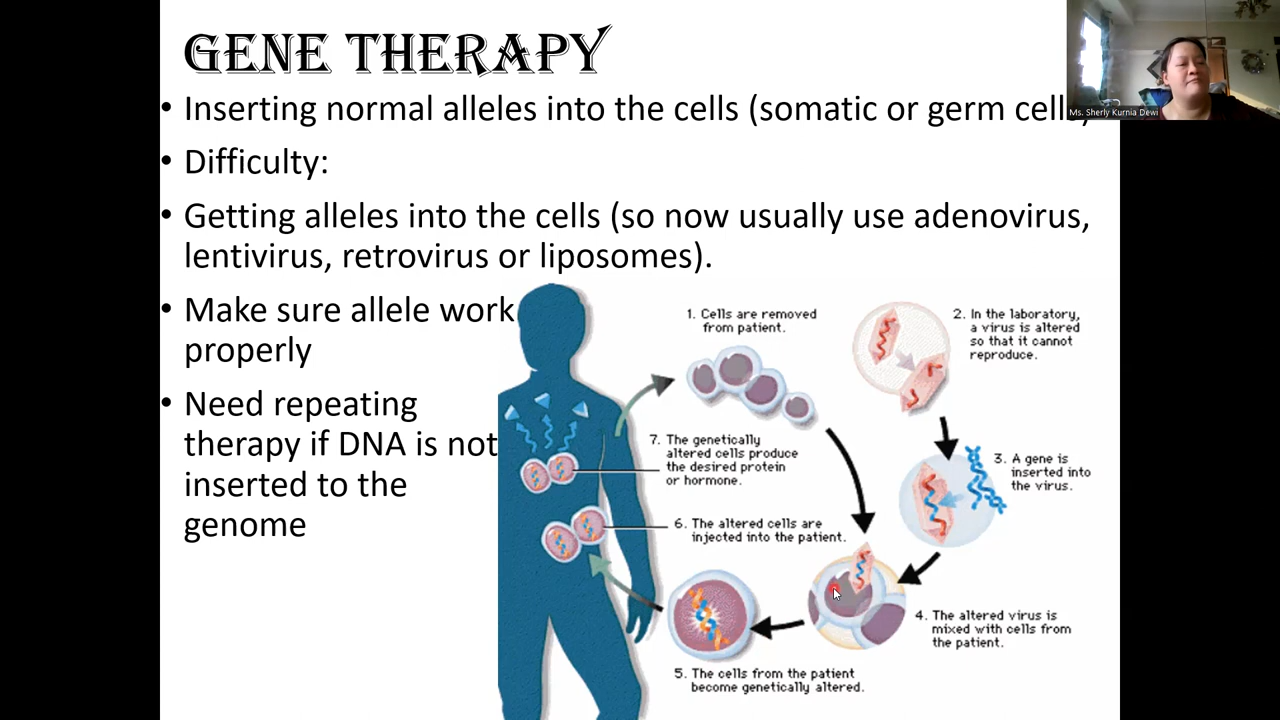 GENE THERAPY
• Inserting normal alleles into the cells (somatic or germ cells)
• Difficulty:
• Getting alleles into the cells (so now usually use adenovirus,
lentivirus, retrovirus or liposomes).
• Make sure allele work
properly
• Need repeating
therapy if DNA is not
inserted to the
genome
1. Cells are removed
from patient.
2. In the laboratory,
a virus is altered
so that it cannot
reproduce.
3. A gene is
inserted into
the virus.
4. The altered virus is
mixed with cells from
the patient.
5. The cells from the patient
become genetically altered.
6. The altered cells are
injected into the patient.
7. The genetically
altered cells produce
the desired protein
or hormone.
Ms. Sherly Kurnia Dewi